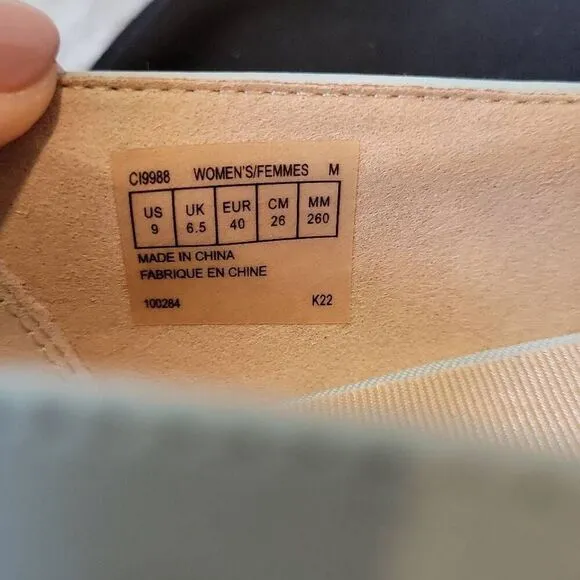 CI9988 WOMEN'S/FEMMES M
US UK EUR CM MM
9 6.5 40 26 260
MADE IN CHINA
FABRIQUE EN CHINE
100284 K22